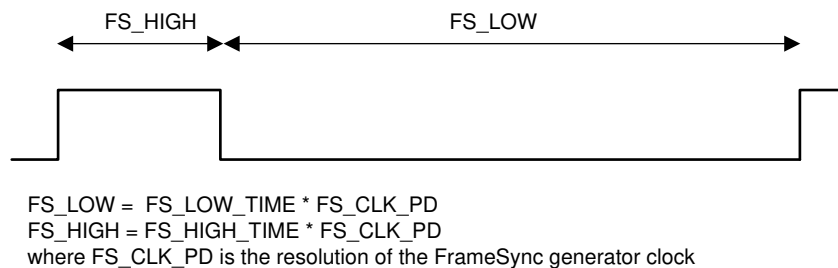 FS_HIGH
FS_LOW
FS_LOW = FS_LOW_TIME * FS_CLK_PD
FS_HIGH = FS_HIGH_TIME * FS_CLK_PD
where FS_CLK_PD is the resolution of the FrameSync generator clock